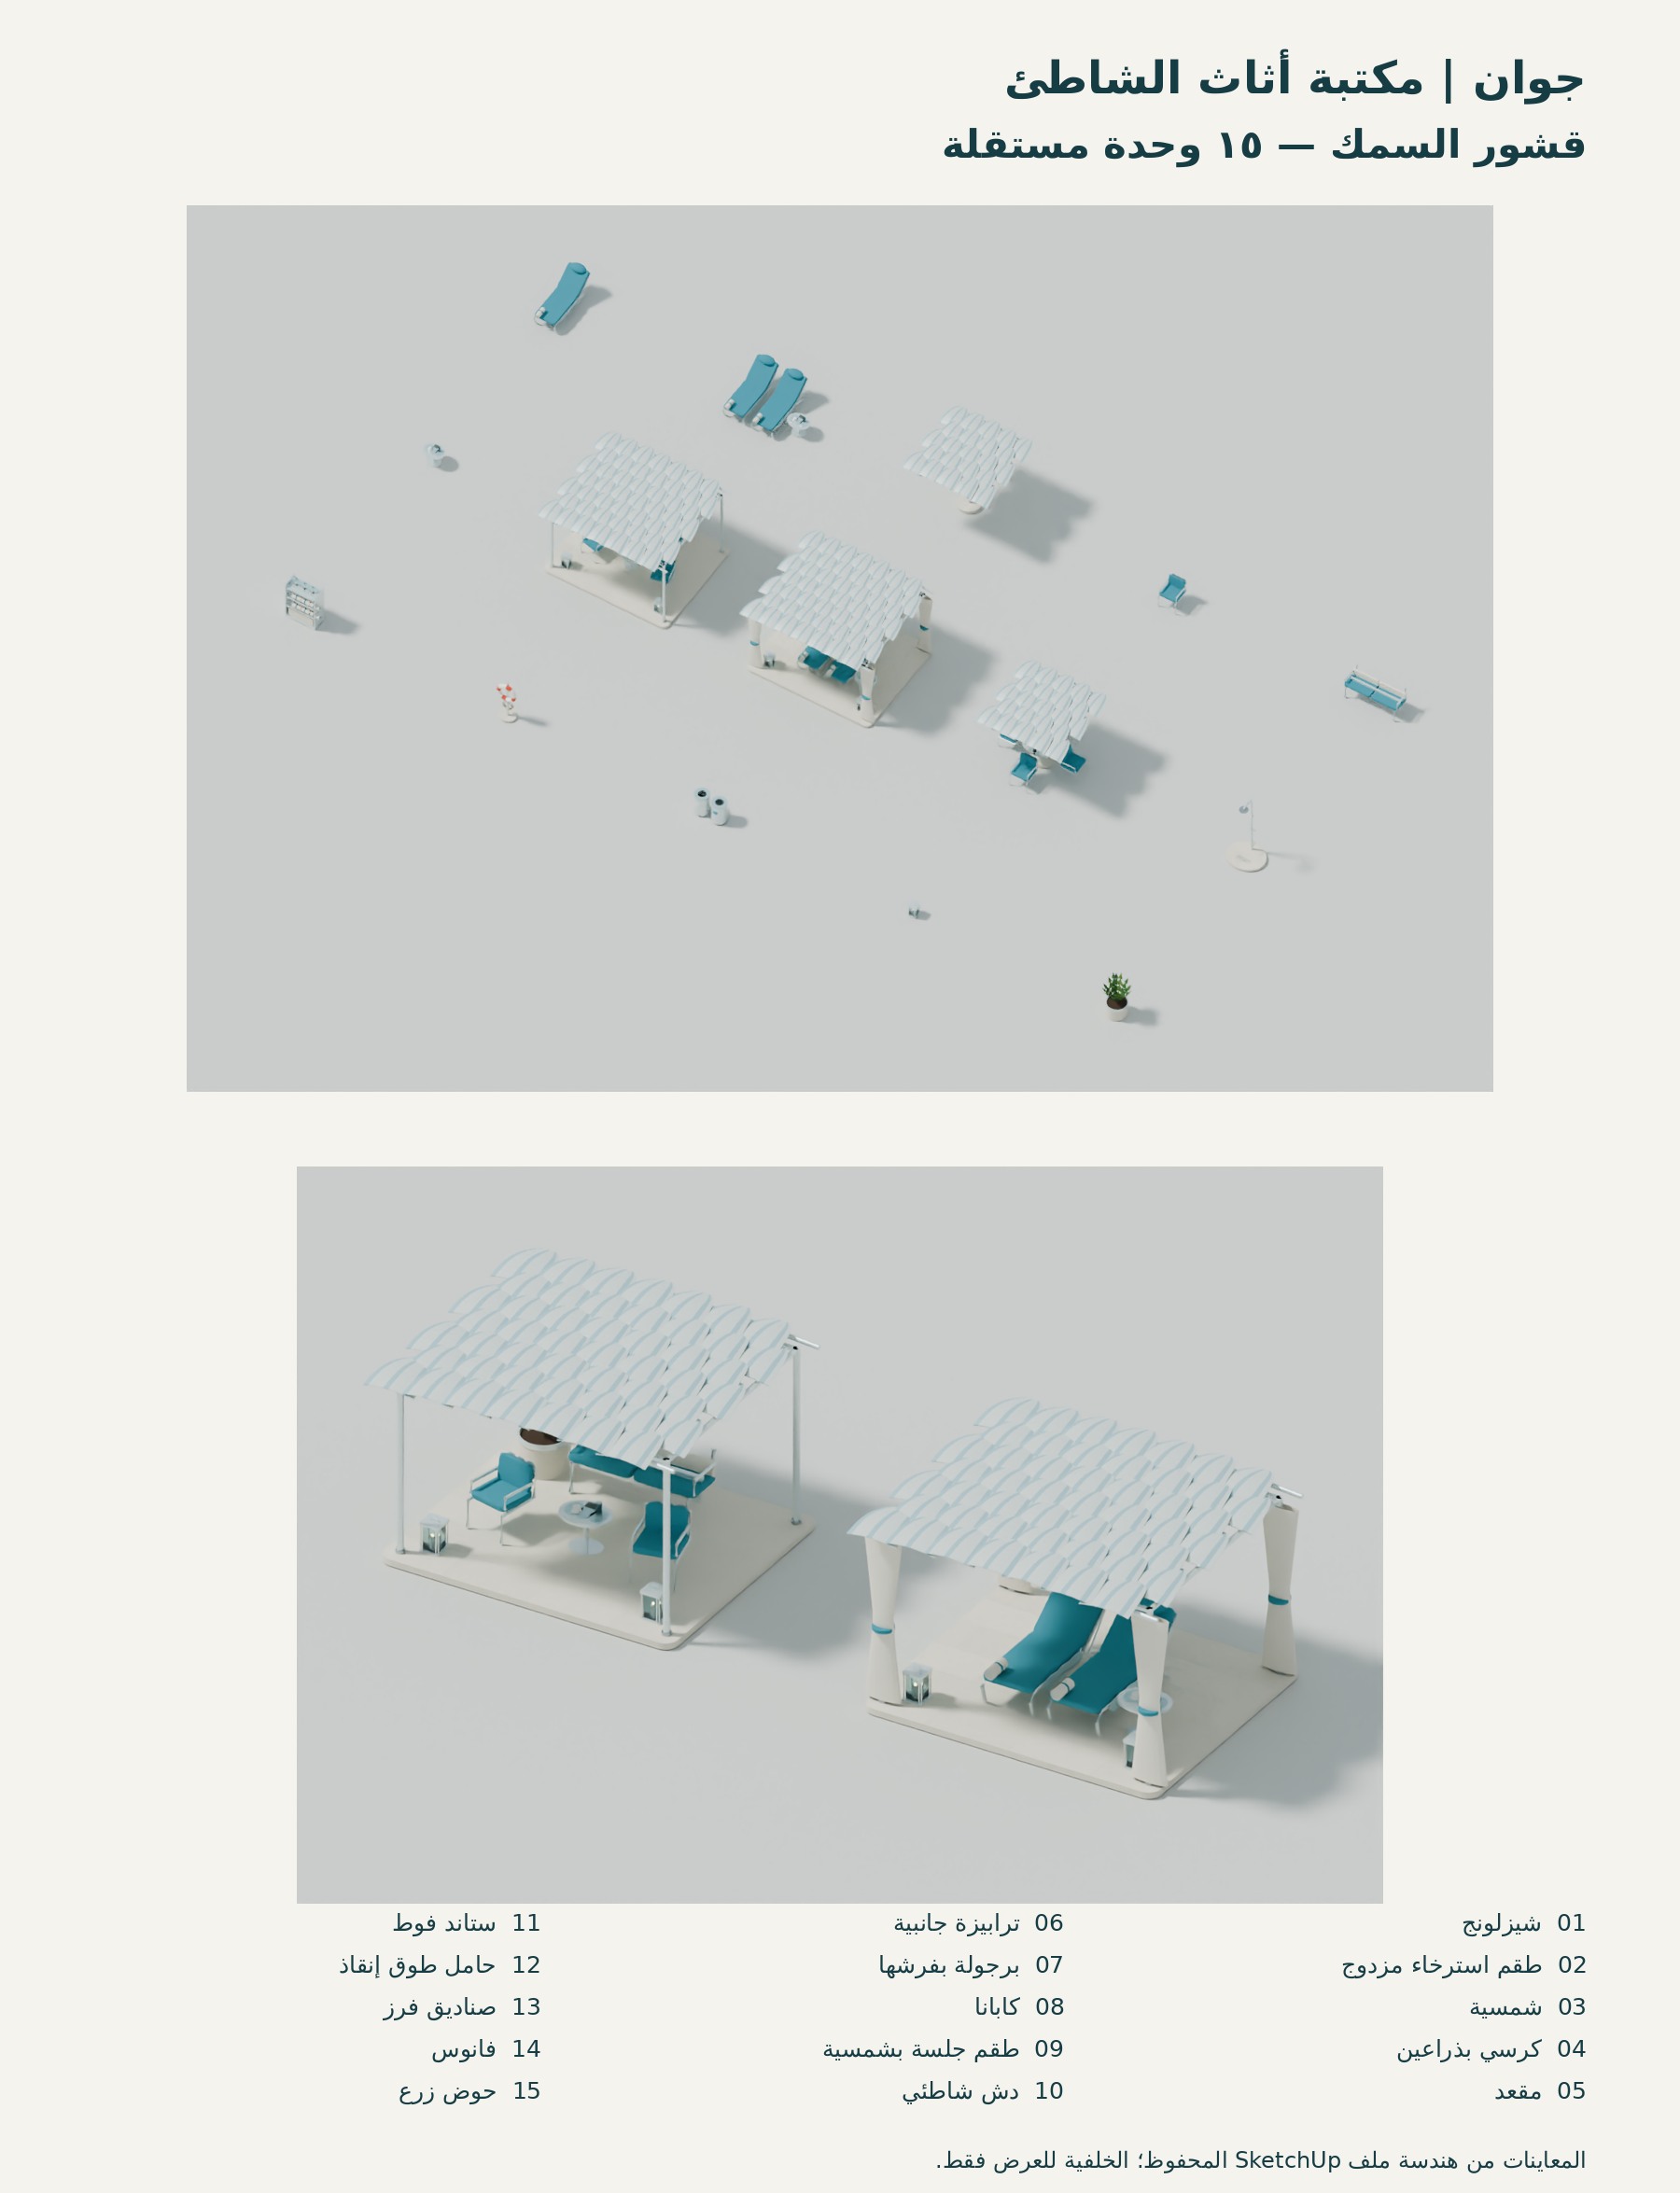 جوان | مكتبة أثاث الشاطئ
قشور السمك — ١٥ وحدة مستقلة
01 شيزلونج
02 طقم استرخاء مزدوج
03 شمسية
04 كرسي بذراعين
05 مقعد
06 ترابيزة جانبية
07 برجولة بفرشها
08 كابانا
09 طقم جلسة بشمسية
10 دش شاطئي
11 ستاند فوط
12 حامل طوق إنقاذ
13 صناديق فرز
14 فانوس
15 حوض زرع
المعاينات من هندسة ملف SketchUp المحفوظ؛ الخلفية للعرض فقط.